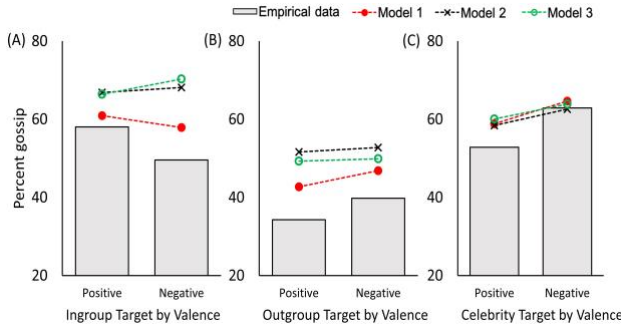 Empirical data Model 1 Model 2 Model 3
(A) 80 (B) 80 (C) 80
60 60 60
40 40 40
20 20 20
Percent gossip
Positive Negative Positive Negative Positive Negative
Ingroup Target by Valence Outgroup Target by Valence Celebrity Target by Valence